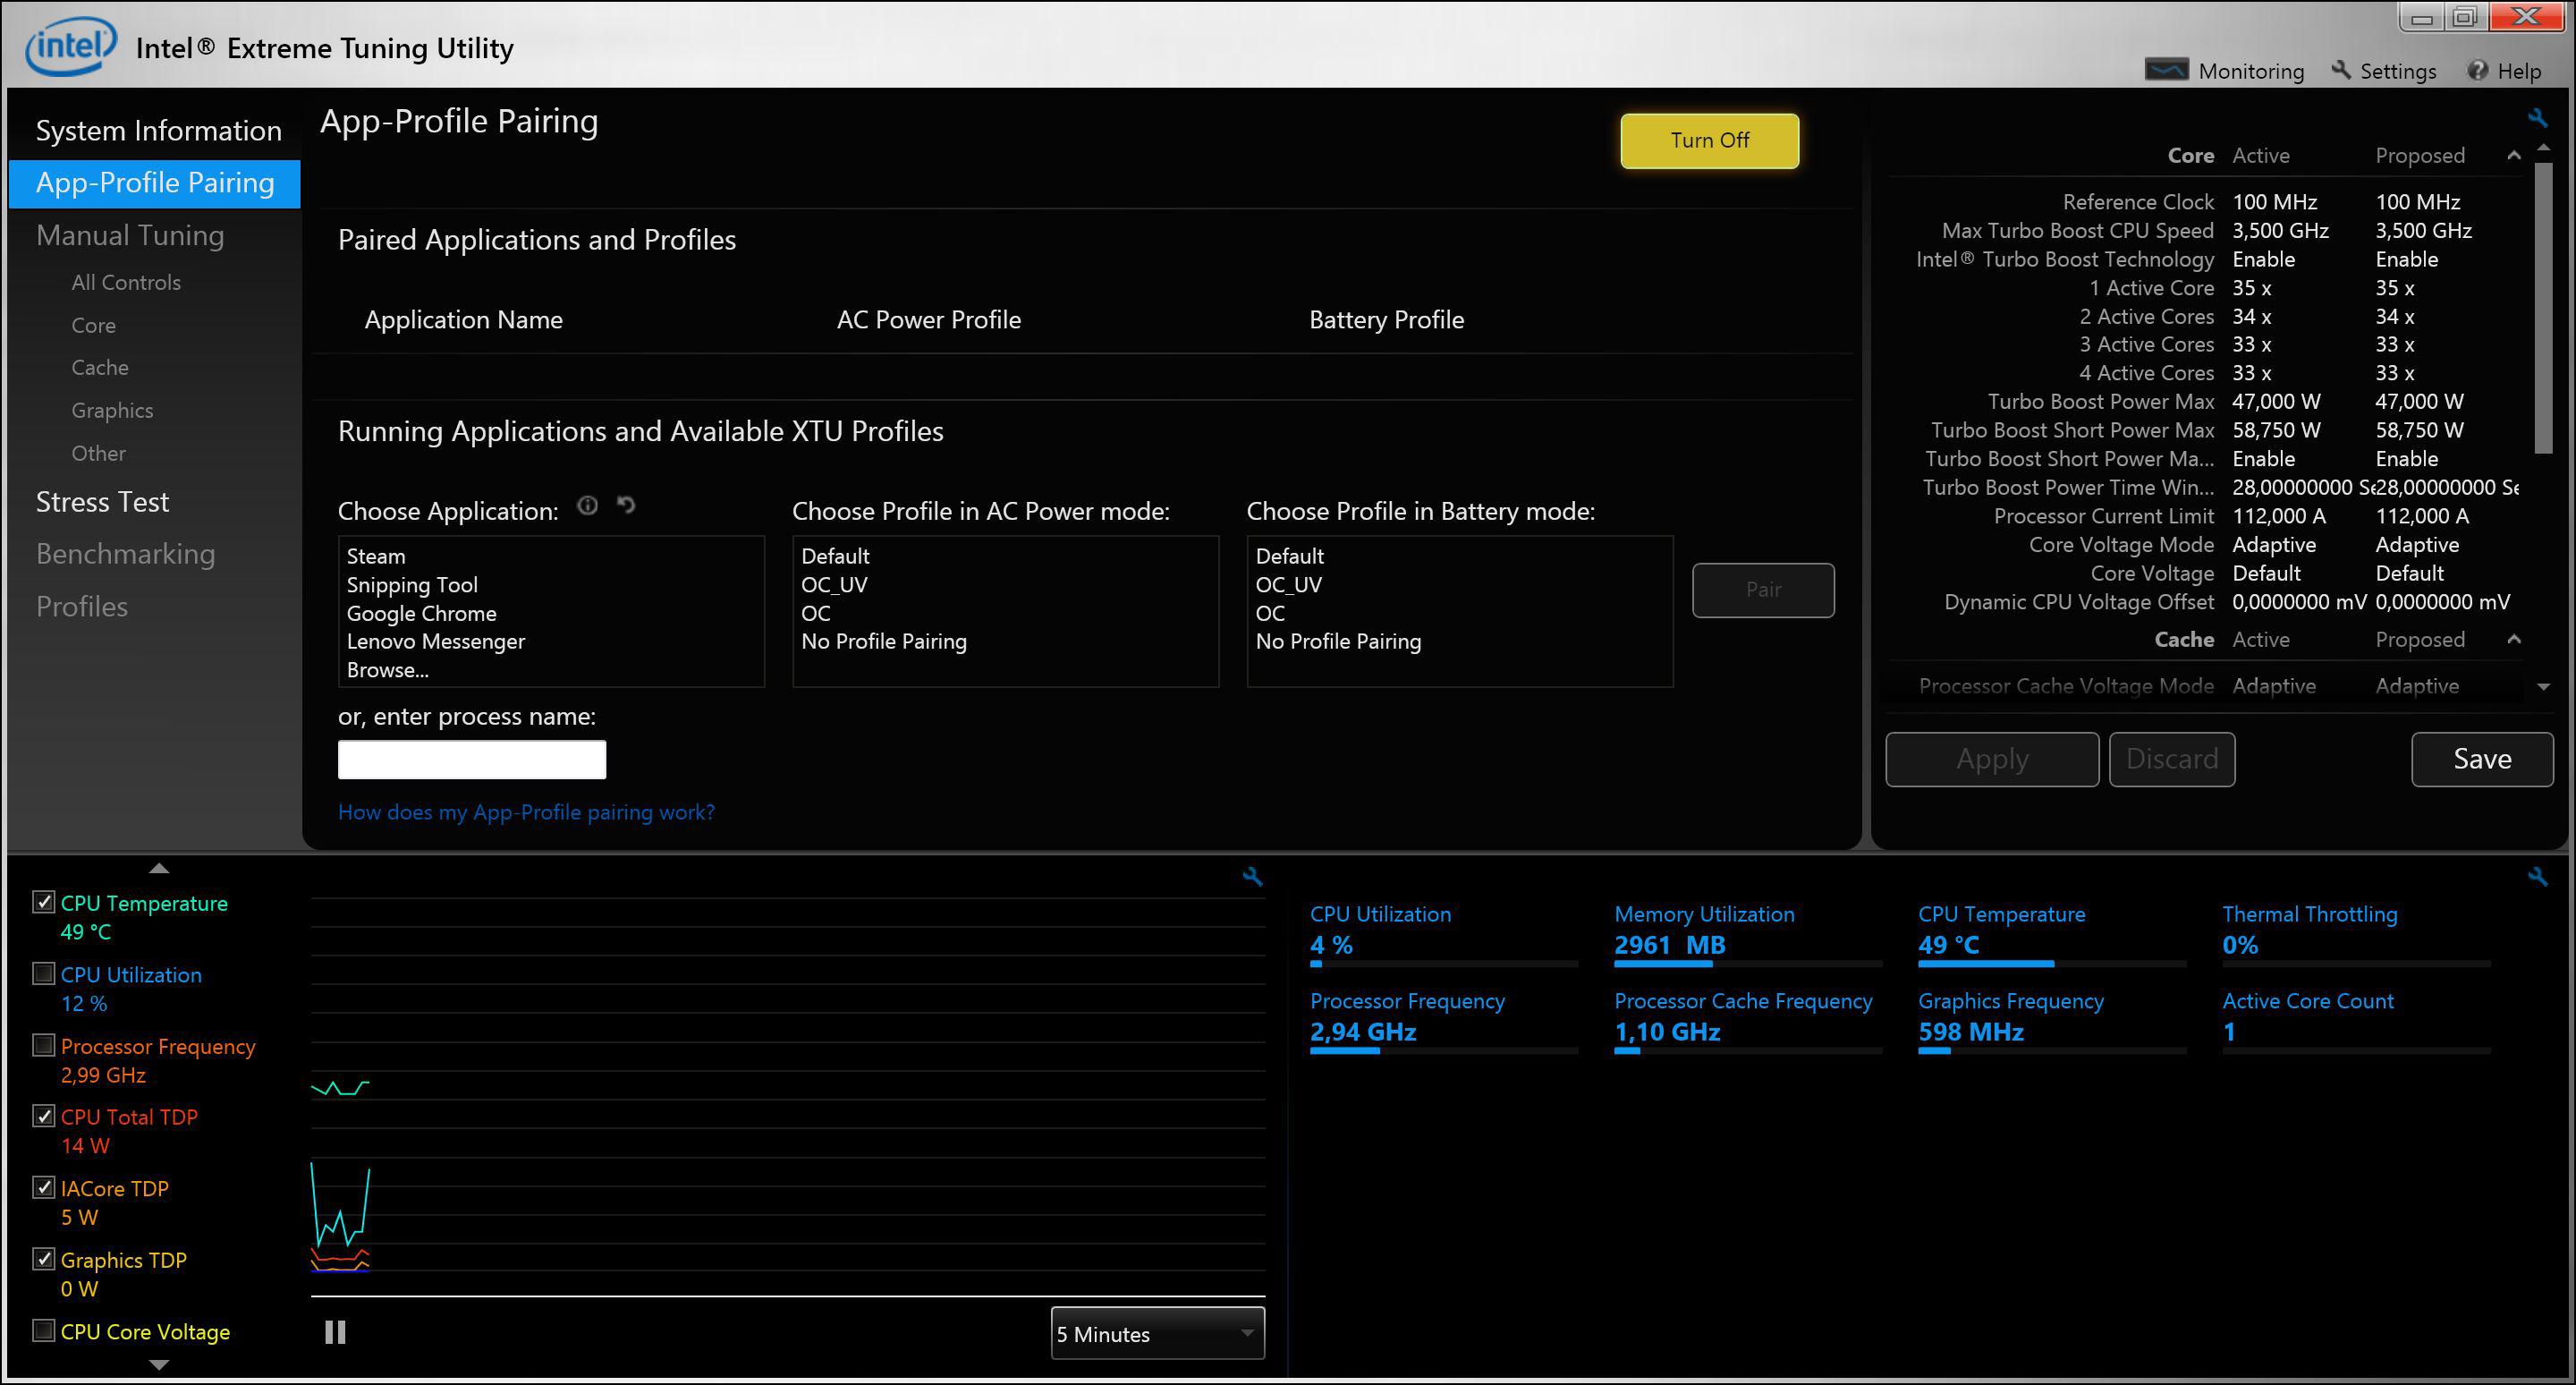 intel Intel® Extreme Tuning Utility
Monitoring Settings Help
System Information
App-Profile Pairing
Manual Tuning
All Controls
Core
Cache
Graphics
Other
Stress Test
Benchmarking
Profiles
App-Profile Pairing
Turn Off
Paired Applications and Profiles
Application Name AC Power Profile Battery Profile
Running Applications and Available XTU Profiles
Choose Application:
Steam
Snipping Tool
Google Chrome
Lenovo Messenger
Browse...
Choose Profile in AC Power mode:
Default
OC_UV
OC
No Profile Pairing
Choose Profile in Battery mode:
Default
OC_UV
OC
No Profile Pairing
Pair
or, enter process name:
How does my App-Profile pairing work?
Core Active Proposed
Reference Clock 100 MHz 100 MHz
Max Turbo Boost CPU Speed 3,500 GHz 3,500 GHz
Intel® Turbo Boost Technology Enable Enable
1 Active Core 35 x 35 x
2 Active Cores 34 x 34 x
3 Active Cores 33 x 33 x
4 Active Cores 33 x 33 x
Turbo Boost Power Max 47,000 W 47,000 W
Turbo Boost Short Power Max 58,750 W 58,750 W
Turbo Boost Short Power Ma... Enable Enable
Turbo Boost Power Time Win... 28,00000000 Se 28,00000000 Se
Processor Current Limit 112,000 A 112,000 A
Core Voltage Mode Adaptive Adaptive
Core Voltage Default Default
Dynamic CPU Voltage Offset 0,0000000 mV 0,0000000 mV
Cache Active Proposed
Processor Cache Voltage Mode Adaptive Adaptive
Apply Discard Save
CPU Temperature
49 °C
CPU Utilization
12 %
Processor Frequency
2,99 GHz
CPU Total TDP
14 W
IACore TDP
5 W
Graphics TDP
0 W
CPU Core Voltage
5 Minutes
CPU Utilization Memory Utilization CPU Temperature Thermal Throttling
4 % 2961 MB 49 °C 0%
Processor Frequency Processor Cache Frequency Graphics Frequency Active Core Count
2,94 GHz 1,10 GHz 598 MHz 1